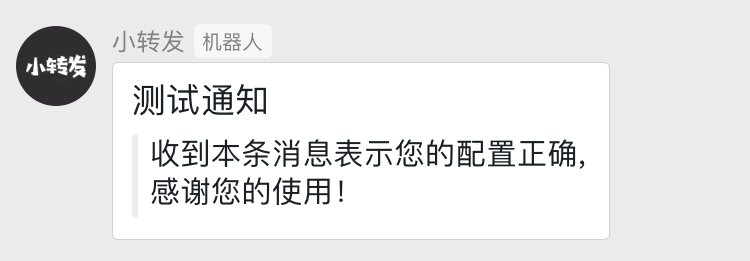 小转发
小转发 机器人
测试通知
收到本条消息表示您的配置正确,
感谢您的使用！